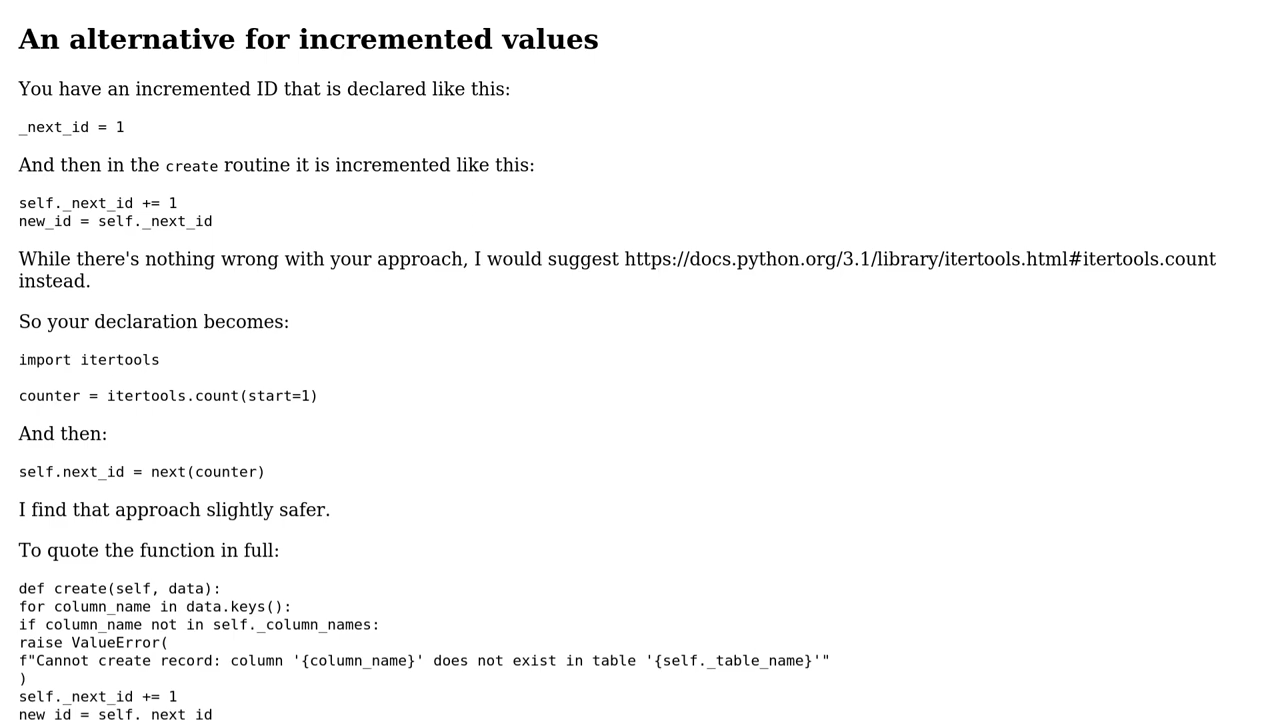 An alternative for incremented values
You have an incremented ID that is declared like this:
_next_id = 1
And then in the create routine it is incremented like this:
self._next_id += 1
new_id = self._next_id
While there's nothing wrong with your approach, I would suggest https://docs.python.org/3.1/library/itertools.html#itertools.count
instead.
So your declaration becomes:
import itertools
counter = itertools.count(start=1)
And then:
self.next_id = next(counter)
I find that approach slightly safer.
To quote the function in full:
def create(self, data):
for column_name in data.keys():
if column_name not in self._column_names:
raise ValueError(
f"Cannot create record: column '{column_name}' does not exist in table '{self._table_name}'"
)
self._next_id += 1
new_id = self._next_id